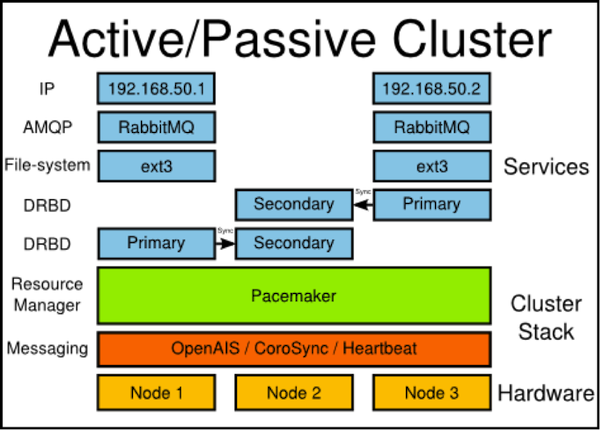 Active/Passive Cluster
IP 192.168.50.1 192.168.50.2
AMQP RabbitMQ RabbitMQ
File-system ext3 ext3 Services
DRBD Secondary Sync Primary
DRBD Primary Sync Secondary
Resource
Manager
Pacemaker
Cluster
Stack
Messaging OpenAIS / CoroSync / Heartbeat
Node 1 Node 2 Node 3 Hardware